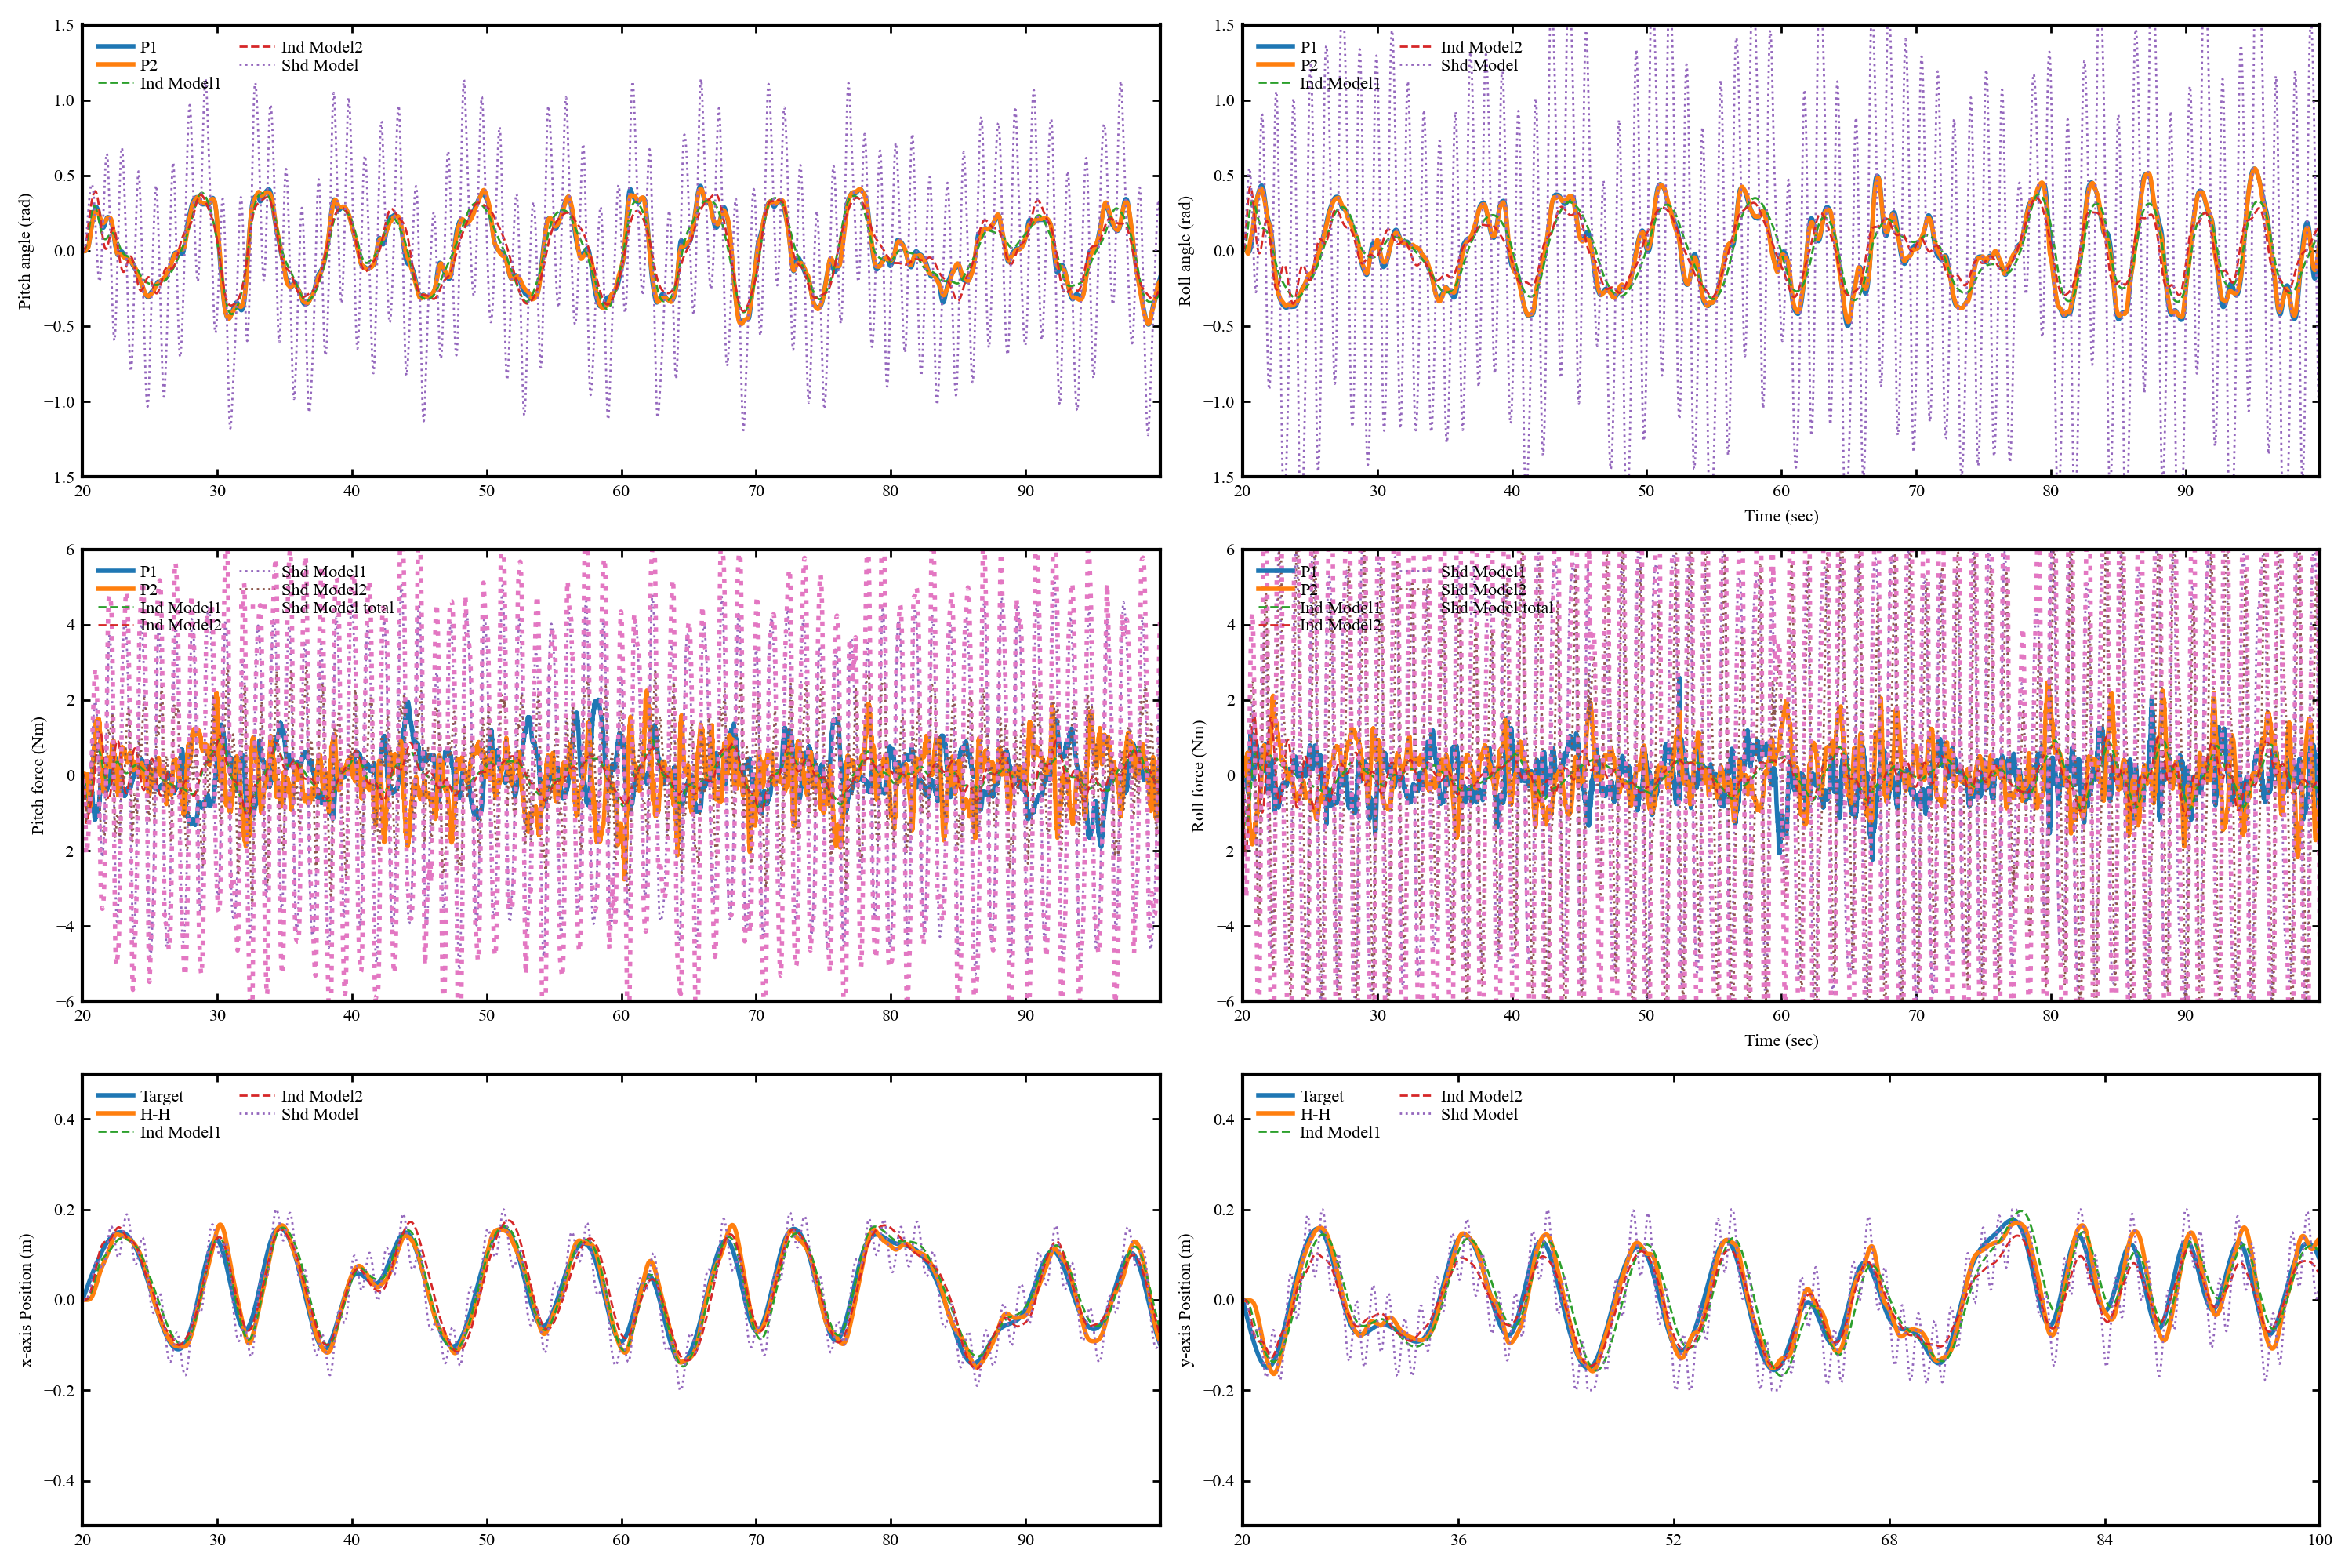 1.5
1.0
0.5
0.0
−0.5
−1.0
−1.5
Pitch angle (rad)
P1
P2
Ind Model1
Ind Model2
Shd Model
20 30 40 50 60 70 80 90
1.5
1.0
0.5
0.0
−0.5
−1.0
−1.5
Roll angle (rad)
P1
P2
Ind Model1
Ind Model2
Shd Model
20 30 40 50 60 70 80 90
Time (sec)
6
4
2
0
−2
−4
−6
Pitch force (Nm)
P1
P2
Ind Model1
Ind Model2
Shd Model1
Shd Model2
Shd Model total
20 30 40 50 60 70 80 90
6
4
2
0
−2
−4
−6
Roll force (Nm)
P1
P2
Ind Model1
Ind Model2
Shd Model1
Shd Model2
Shd Model total
20 30 40 50 60 70 80 90
Time (sec)
0.4
0.2
0.0
−0.2
−0.4
x-axis Position (m)
Target
H-H
Ind Model1
Ind Model2
Shd Model
20 30 40 50 60 70 80 90
0.4
0.2
0.0
−0.2
−0.4
y-axis Position (m)
Target
H-H
Ind Model1
Ind Model2
Shd Model
20 36 52 68 84 100